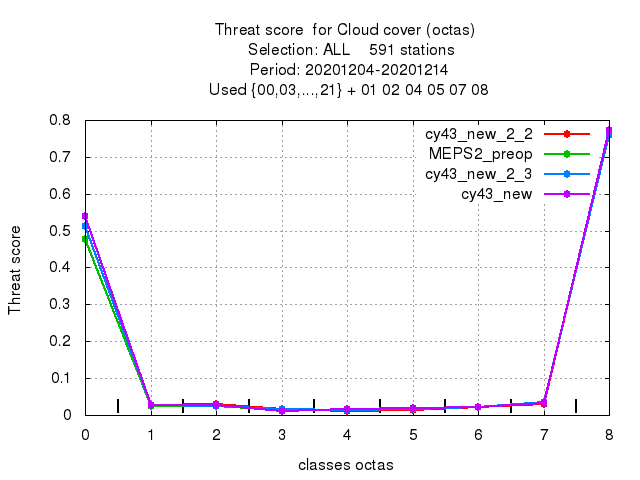 Threat score  for Cloud cover (octas)
Selection: ALL    591 stations
Period: 20201204-20201214
Used {00,03,...,21} + 01 02 04 05 07 08
cy43_new_2_2
MEPS2_preop
cy43_new_2_3
cy43_new
Threat score
0.8
0.7
0.6
0.5
0.4
0.3
0.2
0.1
0
0 1 2 3 4 5 6 7 8
classes octas